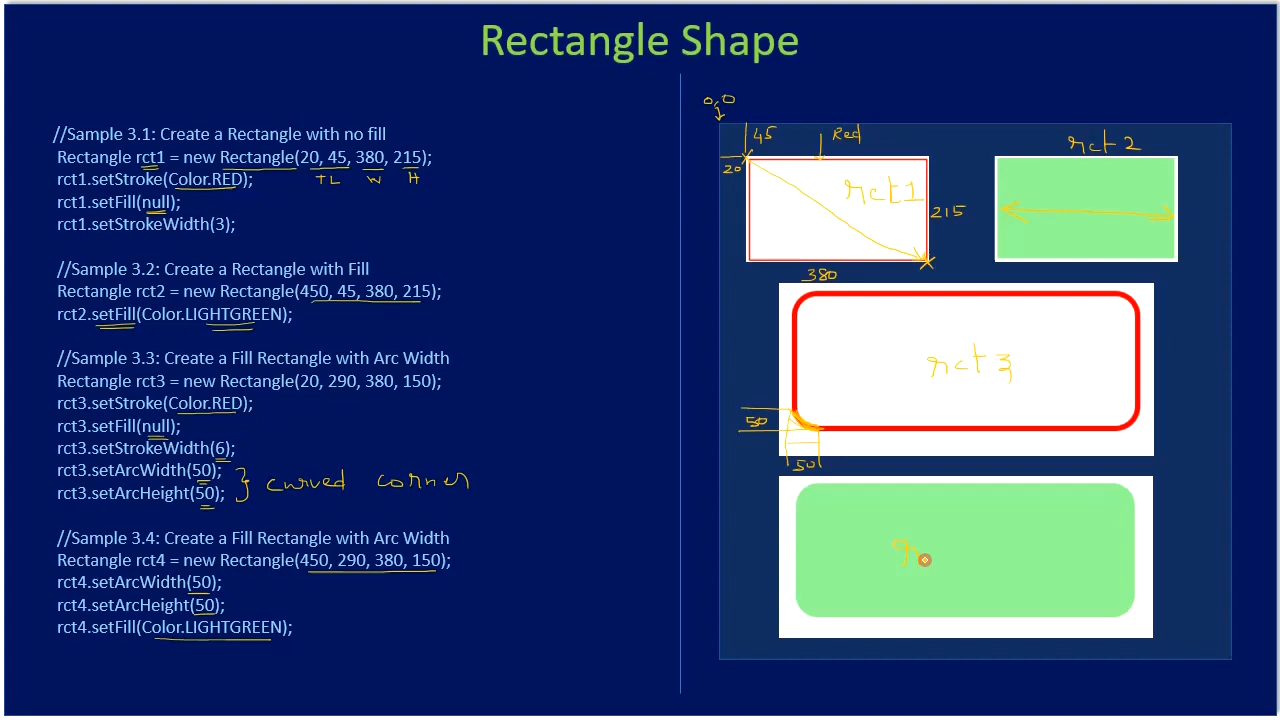 Rectangle Shape
//Sample 3.1: Create a Rectangle with no fill
Rectangle rct1 = new Rectangle(20, 45, 380, 215);
TL W H
rct1.setStroke(Color.RED);
rct1.setFill(null);
rct1.setStrokeWidth(3);
//Sample 3.2: Create a Rectangle with Fill
Rectangle rct2 = new Rectangle(450, 45, 380, 215);
rct2.setFill(Color.LIGHTGREEN);
//Sample 3.3: Create a Fill Rectangle with Arc Width
Rectangle rct3 = new Rectangle(20, 290, 380, 150);
rct3.setStroke(Color.RED);
rct3.setFill(null);
rct3.setStrokeWidth(6);
rct3.setArcWidth(50);
rct3.setArcHeight(50);
} curved corner
//Sample 3.4: Create a Fill Rectangle with Arc Width
Rectangle rct4 = new Rectangle(450, 290, 380, 150);
rct4.setArcWidth(50);
rct4.setArcHeight(50);
rct4.setFill(Color.LIGHTGREEN);
0,0
45
Red
20
rct1
215
380
rct 2
rct 3
50
50